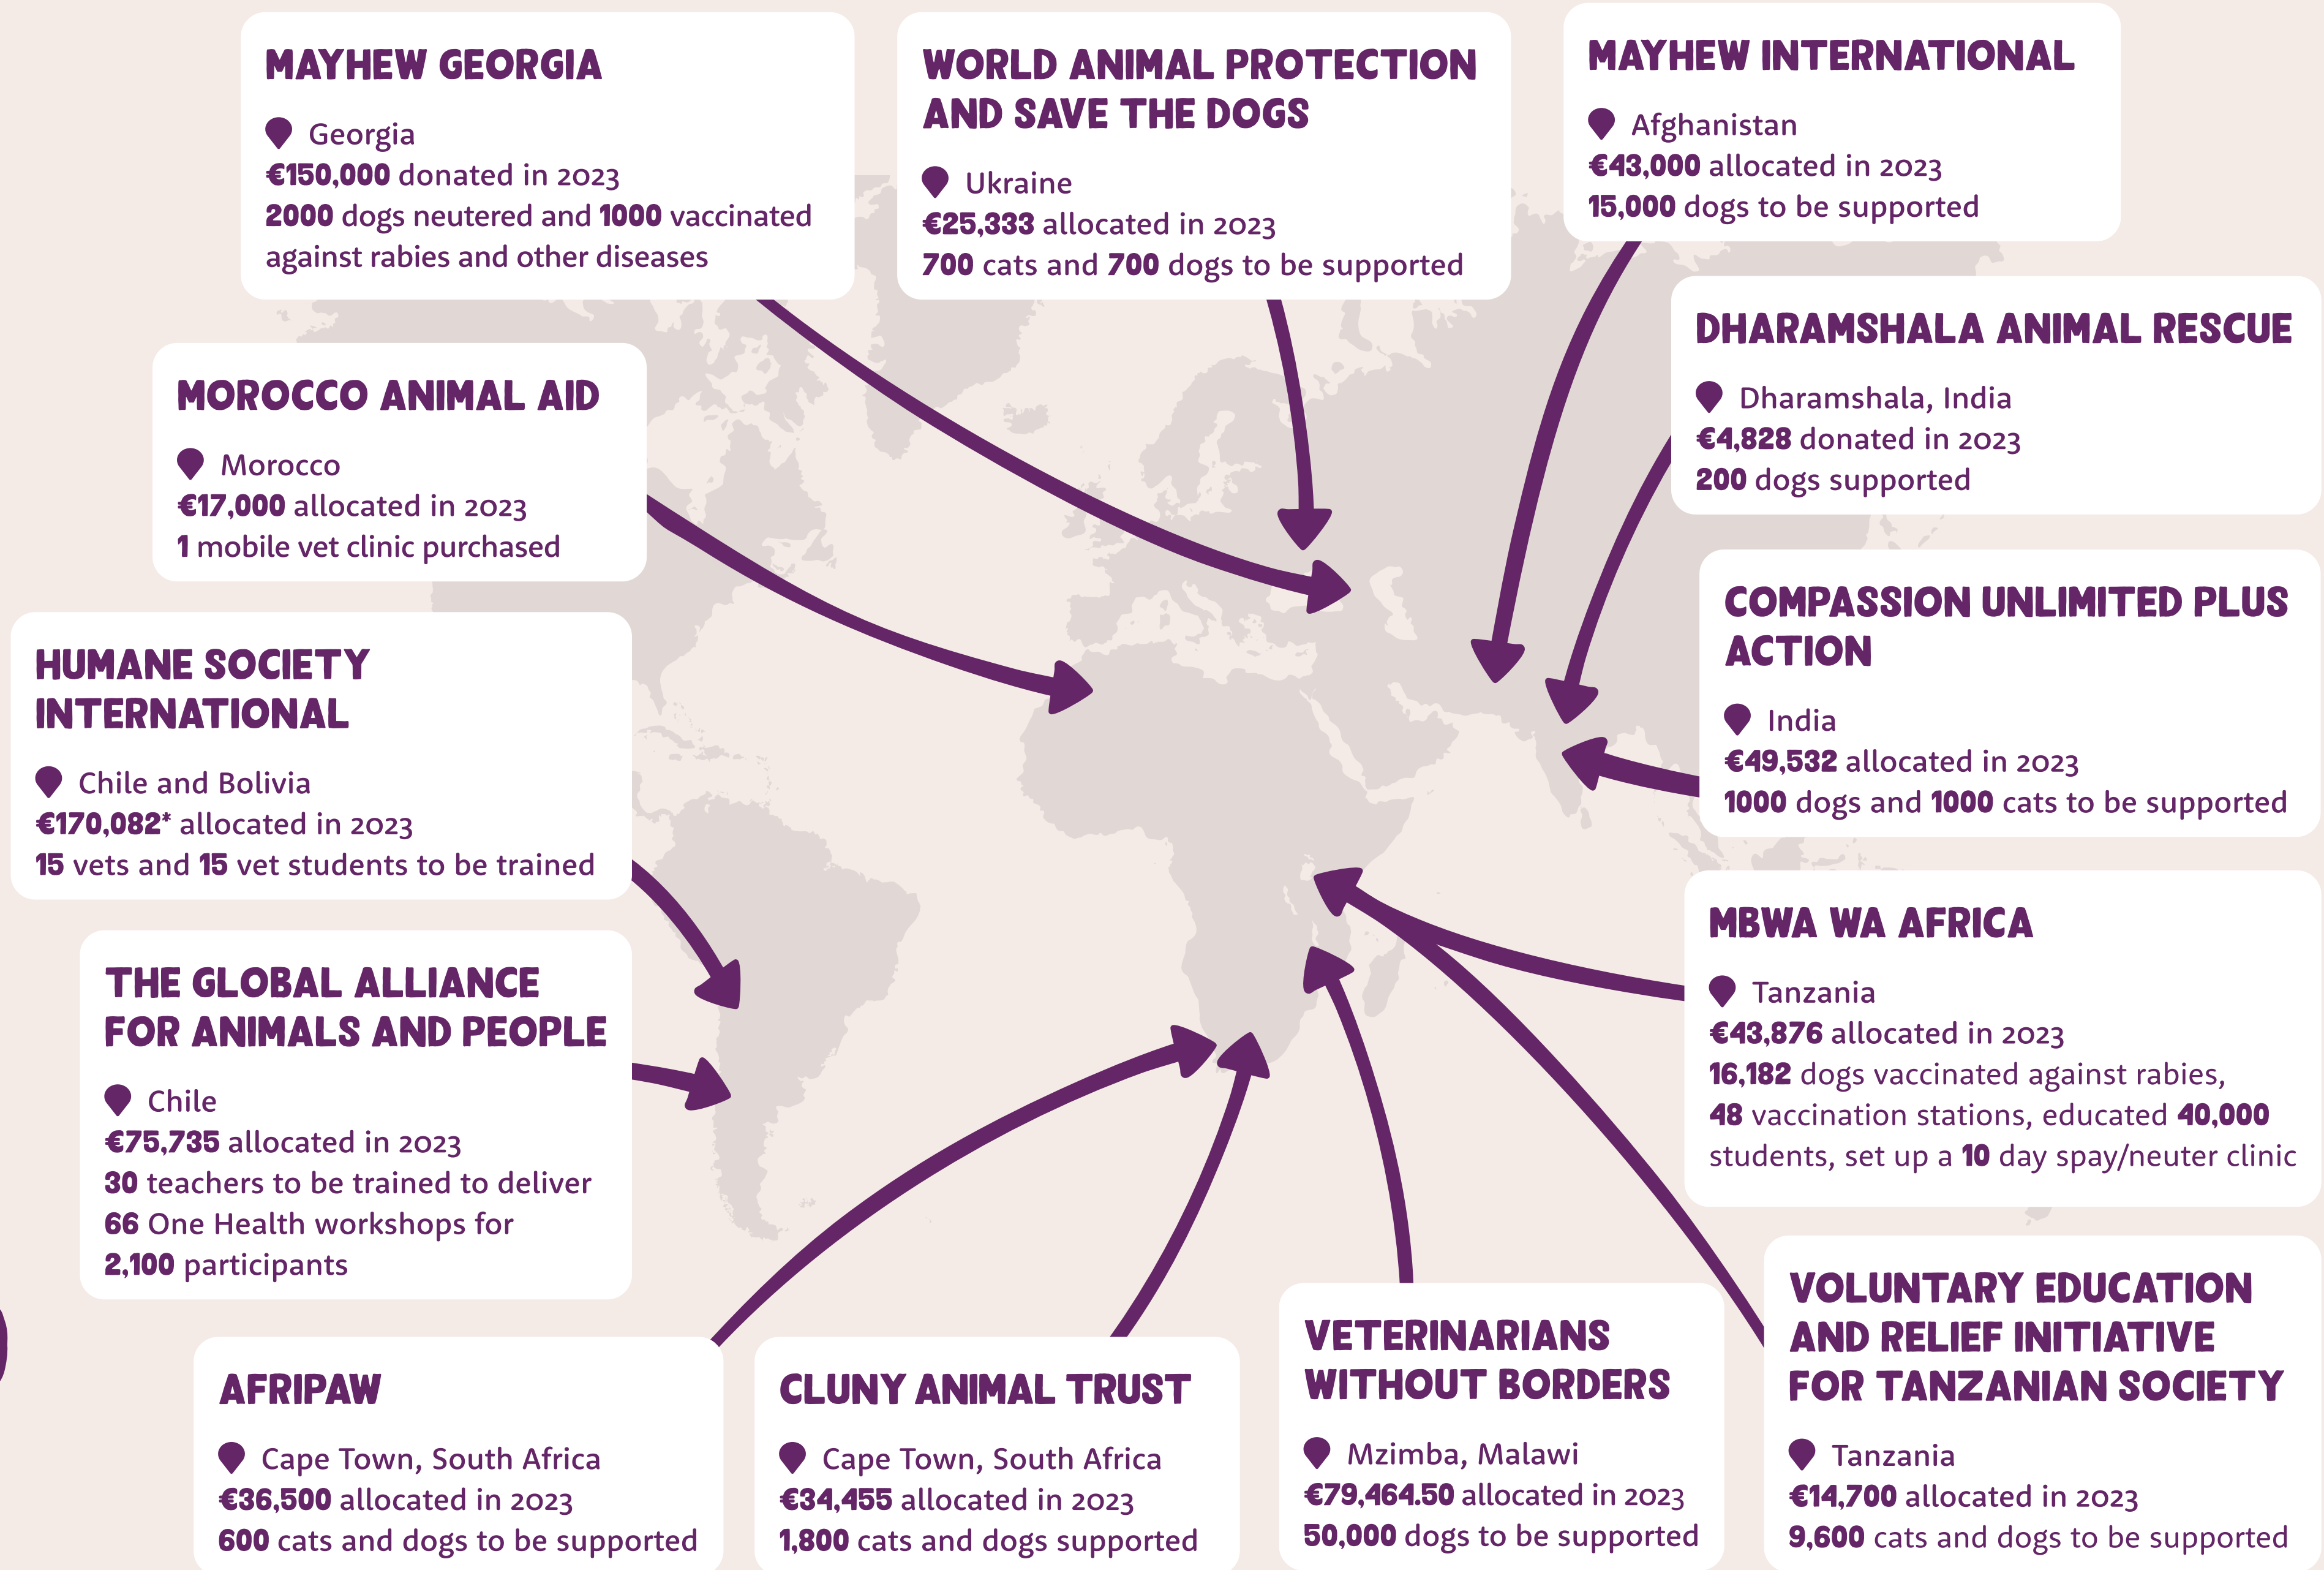 MAYHEW GEORGIA
Georgia
€150,000 donated in 2023
2000 dogs neutered and 1000 vaccinated
against rabies and other diseases
WORLD ANIMAL PROTECTION
AND SAVE THE DOGS
Ukraine
€25,333 allocated in 2023
700 cats and 700 dogs to be supported
MAYHEW INTERNATIONAL
Afghanistan
€43,000 allocated in 2023
15,000 dogs to be supported
MOROCCO ANIMAL AID
Morocco
€17,000 allocated in 2023
1 mobile vet clinic purchased
DHARAMSHALA ANIMAL RESCUE
Dharamshala, India
€4,828 donated in 2023
200 dogs supported
HUMANE SOCIETY
INTERNATIONAL
Chile and Bolivia
€170,082* allocated in 2023
15 vets and 15 vet students to be trained
COMPASSION UNLIMITED PLUS
ACTION
India
€49,532 allocated in 2023
1000 dogs and 1000 cats to be supported
THE GLOBAL ALLIANCE
FOR ANIMALS AND PEOPLE
Chile
€75,735 allocated in 2023
30 teachers to be trained to deliver
66 One Health workshops for
2,100 participants
MBWA WA AFRICA
Tanzania
€43,876 allocated in 2023
16,182 dogs vaccinated against rabies,
48 vaccination stations, educated 40,000
students, set up a 10 day spay/neuter clinic
AFRIPAW
Cape Town, South Africa
€36,500 allocated in 2023
600 cats and dogs to be supported
CLUNY ANIMAL TRUST
Cape Town, South Africa
€34,455 allocated in 2023
1,800 cats and dogs supported
VETERINARIANS
WITHOUT BORDERS
Mzimba, Malawi
€79,464.50 allocated in 2023
50,000 dogs to be supported
VOLUNTARY EDUCATION
AND RELIEF INITIATIVE
FOR TANZANIAN SOCIETY
Tanzania
€14,700 allocated in 2023
9,600 cats and dogs to be supported